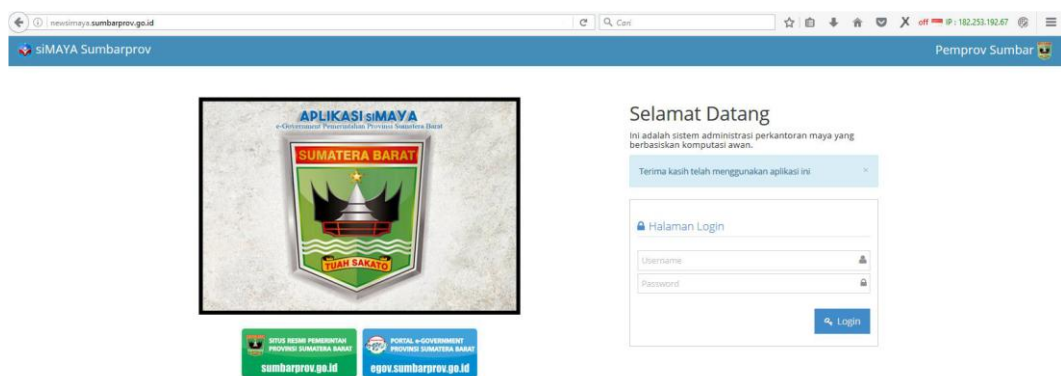 newsimaya.sumbarprov.go.id
Cari
off IP : 182.253.192.67
siMAYA Sumbarprov
Pemprov Sumbar
APLIKASI siMAYA
e-Government Pemerintahan Provinsi Sumatera Barat
SUMATERA BARAT
TUAH SAKATO
SITUS RESMI PEMERINTAH
PROVINSI SUMATERA BARAT
sumbarprov.go.id
PORTAL e-GOVERNMENT
PROVINSI SUMATERA BARAT
egov.sumbarprov.go.id
Selamat Datang
Ini adalah sistem administrasi perkantoran maya yang
berbasiskan komputasi awan.
Terima kasih telah menggunakan aplikasi ini
Halaman Login
Username
Password
Login